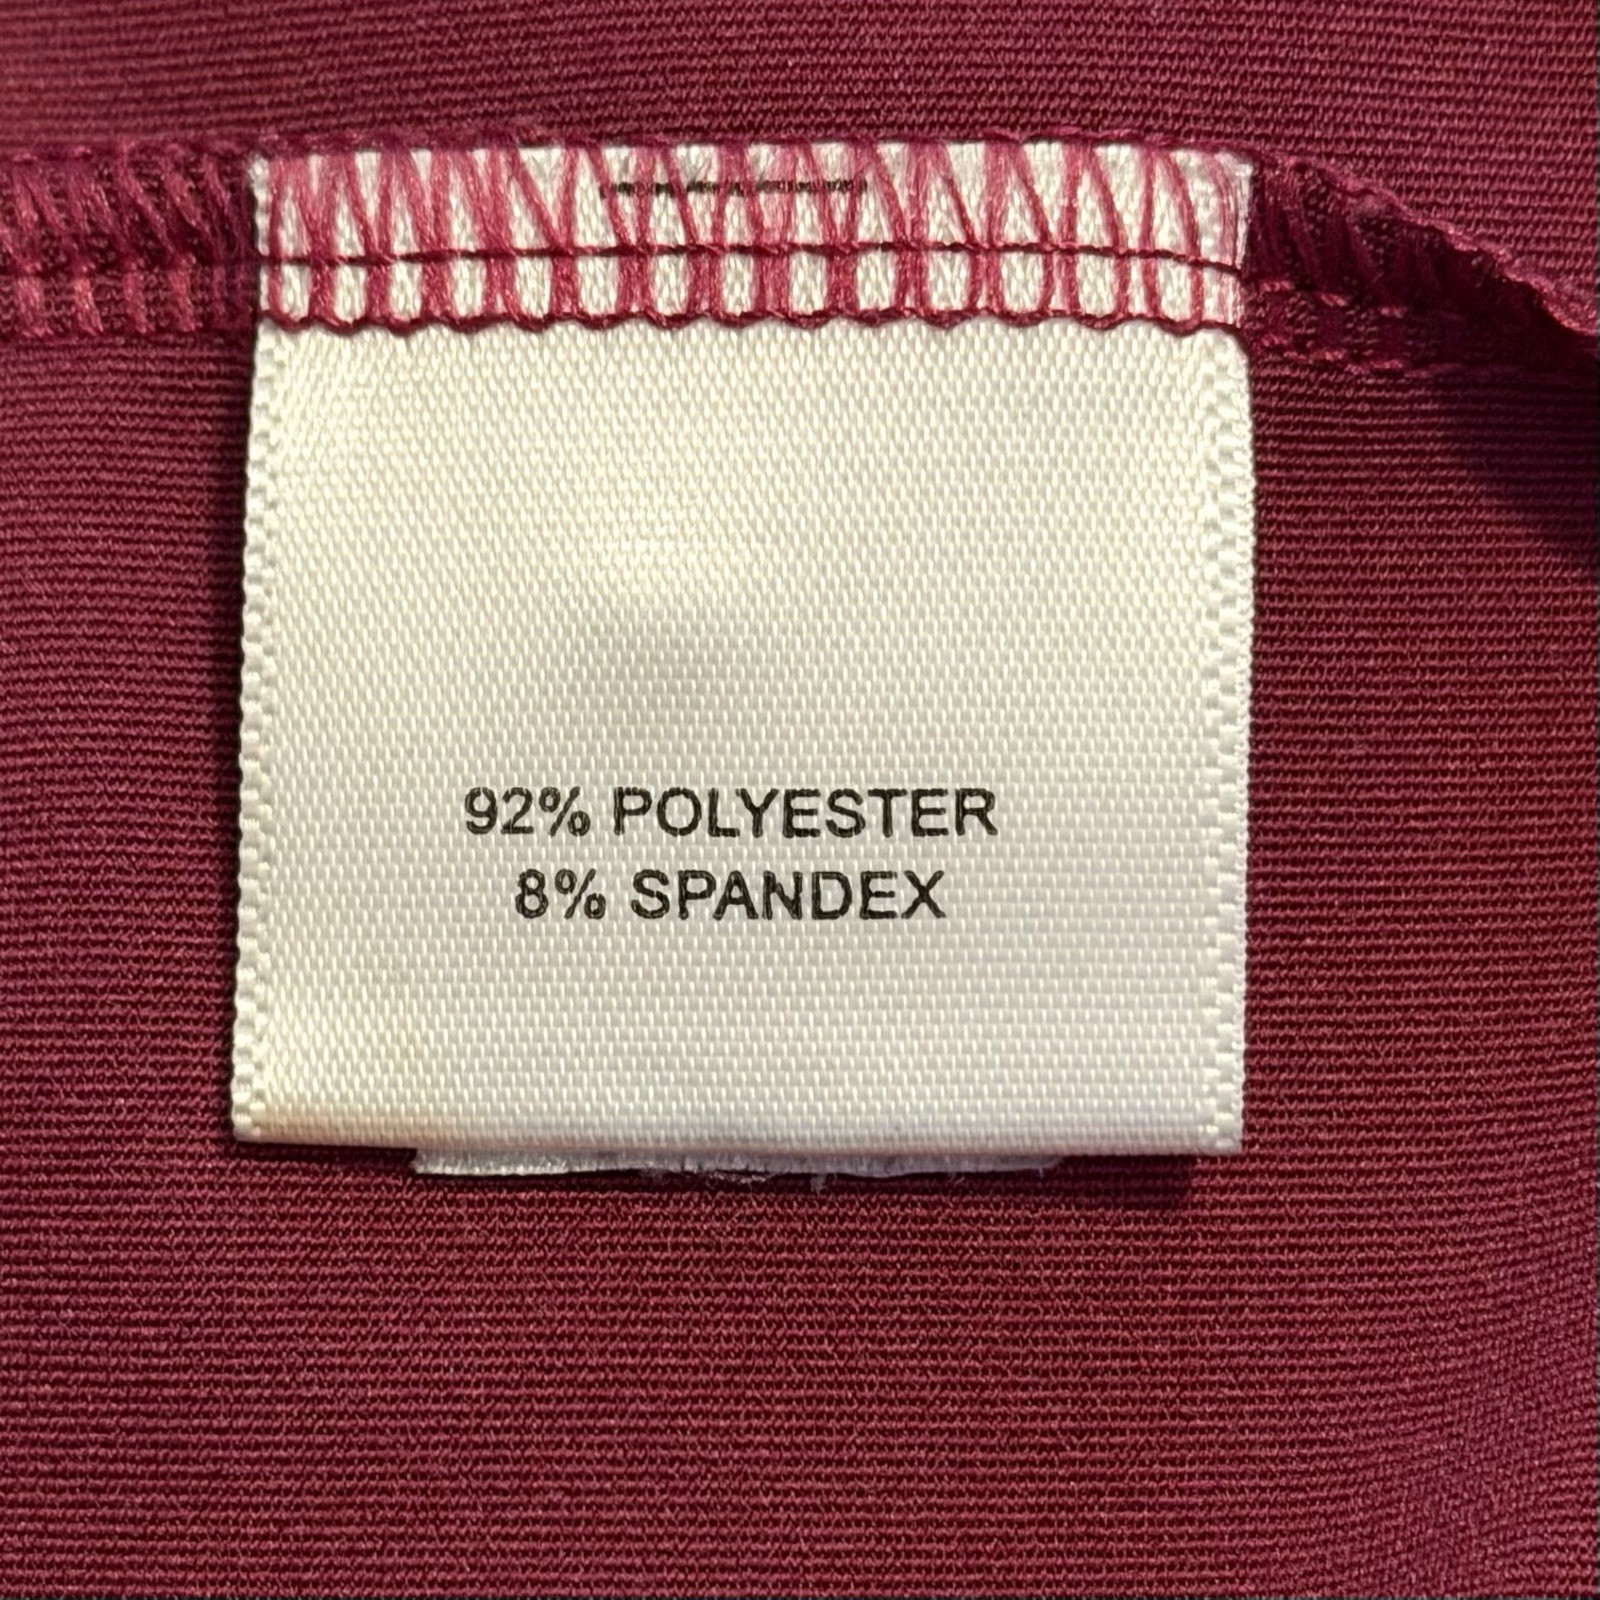 92% POLYESTER
8% SPANDEX